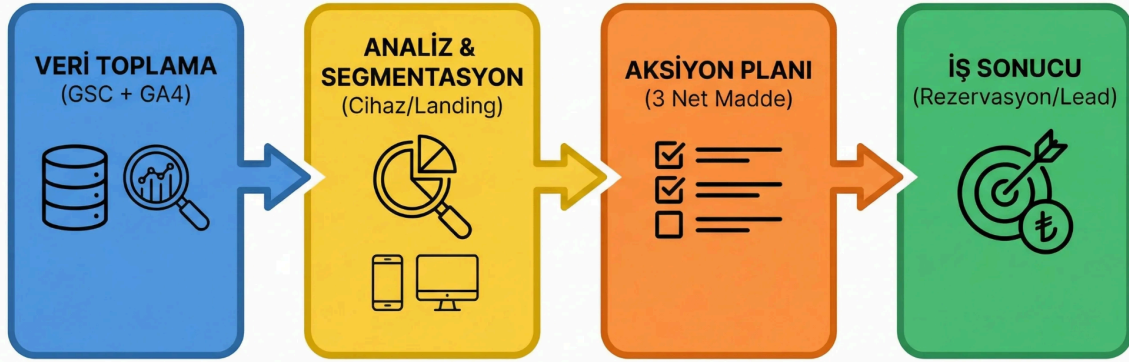 VERİ TOPLAMA
(GSC + GA4)
ANALİZ &
SEGMENTASYON
(Cihaz/Landing)
AKSİYON PLANI
(3 Net Madde)
İŞ SONUCU
(Rezervasyon/Lead)
₺